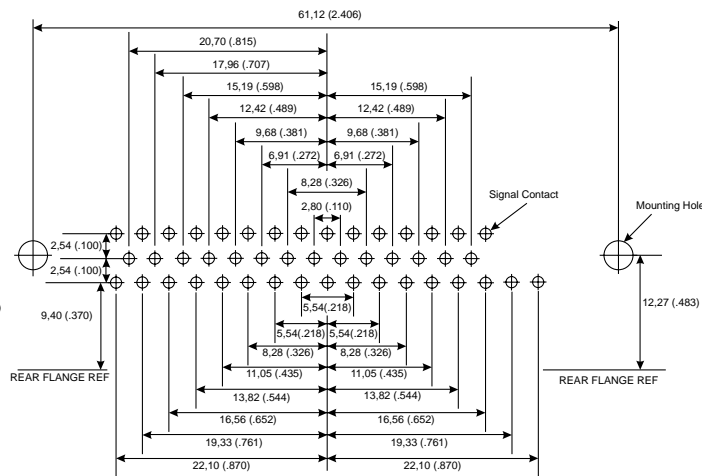 61,12 (2.406)
20,70 (.815)
17,96 (.707)
15,19 (.598) 15,19 (.598)
12,42 (.489) 12,42 (.489)
9,68 (.381) 9,68 (.381)
6,91 (.272) 6,91 (.272)
8,28 (.326)
Signal Contact
2,80 (.110)
Mounting Hole
2,54 (.100)
2,54 (.100)
9,40 (.370)
5,54(.218)
12,27 (.483)
5,54(.218) 5,54(.218)
8,28 (.326) 8,28 (.326)
REAR FLANGE REF 11,05 (.435) 11,05 (.435) REAR FLANGE REF
13,82 (.544) 13,82 (.544)
16,56 (.652) 16,56 (.652)
19,33 (.761) 19,33 (.761)
22,10 (.870) 22,10 (.870)